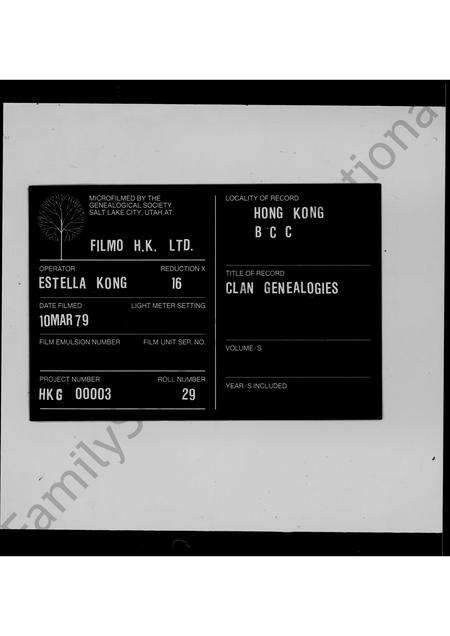 MICROFILMED BY THE
GENEALOGICAL SOCIETY
SALT LAKE CITY, UTAH AT.
FILMO H.K. LTD.
OPERATOR REDUCTION X
ESTELLA KONG 16
DATE FILMED LIGHT METER SETTING
10MAR79
FILM EMULSION NUMBER FILM UNIT SER. NO.
PROJECT NUMBER ROLL NUMBER
HKG 00003 29
LOCALITY OF RECORD
HONG KONG
B C C
TITLE OF RECORD
CLAN GENEALOGIES
VOLUME/S
YEAR/S INCLUDED
FamilyS
tiona